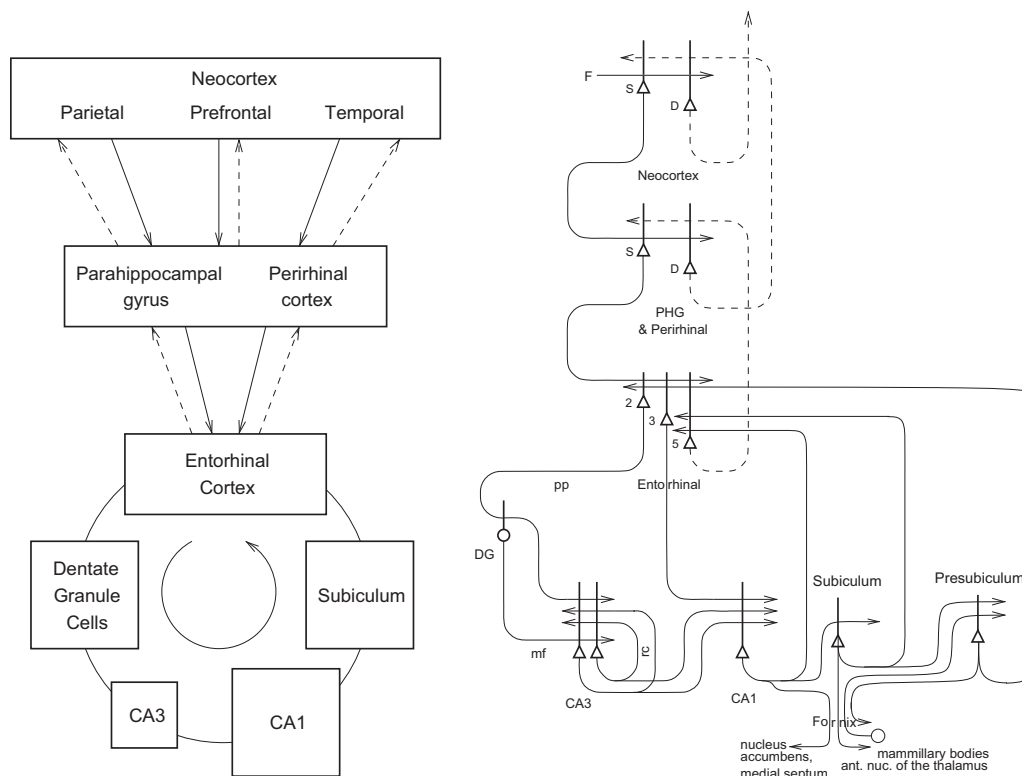 Neocortex
Parietal Prefrontal Temporal
Parahippocampal
gyrus
Perirhinal
cortex
Entorhinal
Cortex
Dentate
Granule
Cells
Subiculum
CA3
CA1
F
S
D
Neocortex
S
D
PHG
& Perirhinal
2
3
5
pp
Entorhinal
DG
Subiculum
Presubiculum
mf
rc
CA3
CA1
Fornix
nucleus
accumbens,
medial septum
mammillary bodies
ant. nuc. of the thalamus